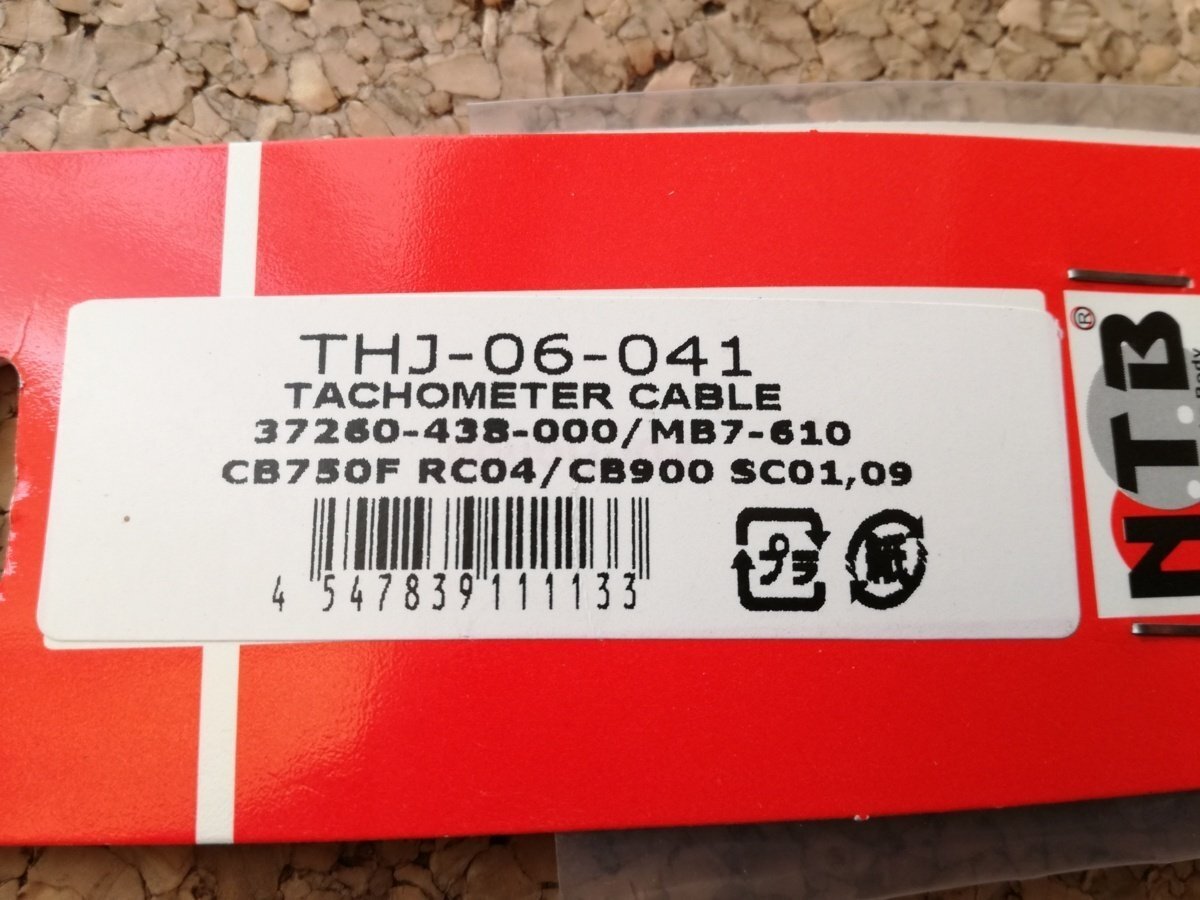 THJ-06-041
TACHOMETER CABLE
37260-438-000/MB7-610
CB750F RC04/CB900 SC01,09
4 547839 111133
プラ
紙
N.T.B
®